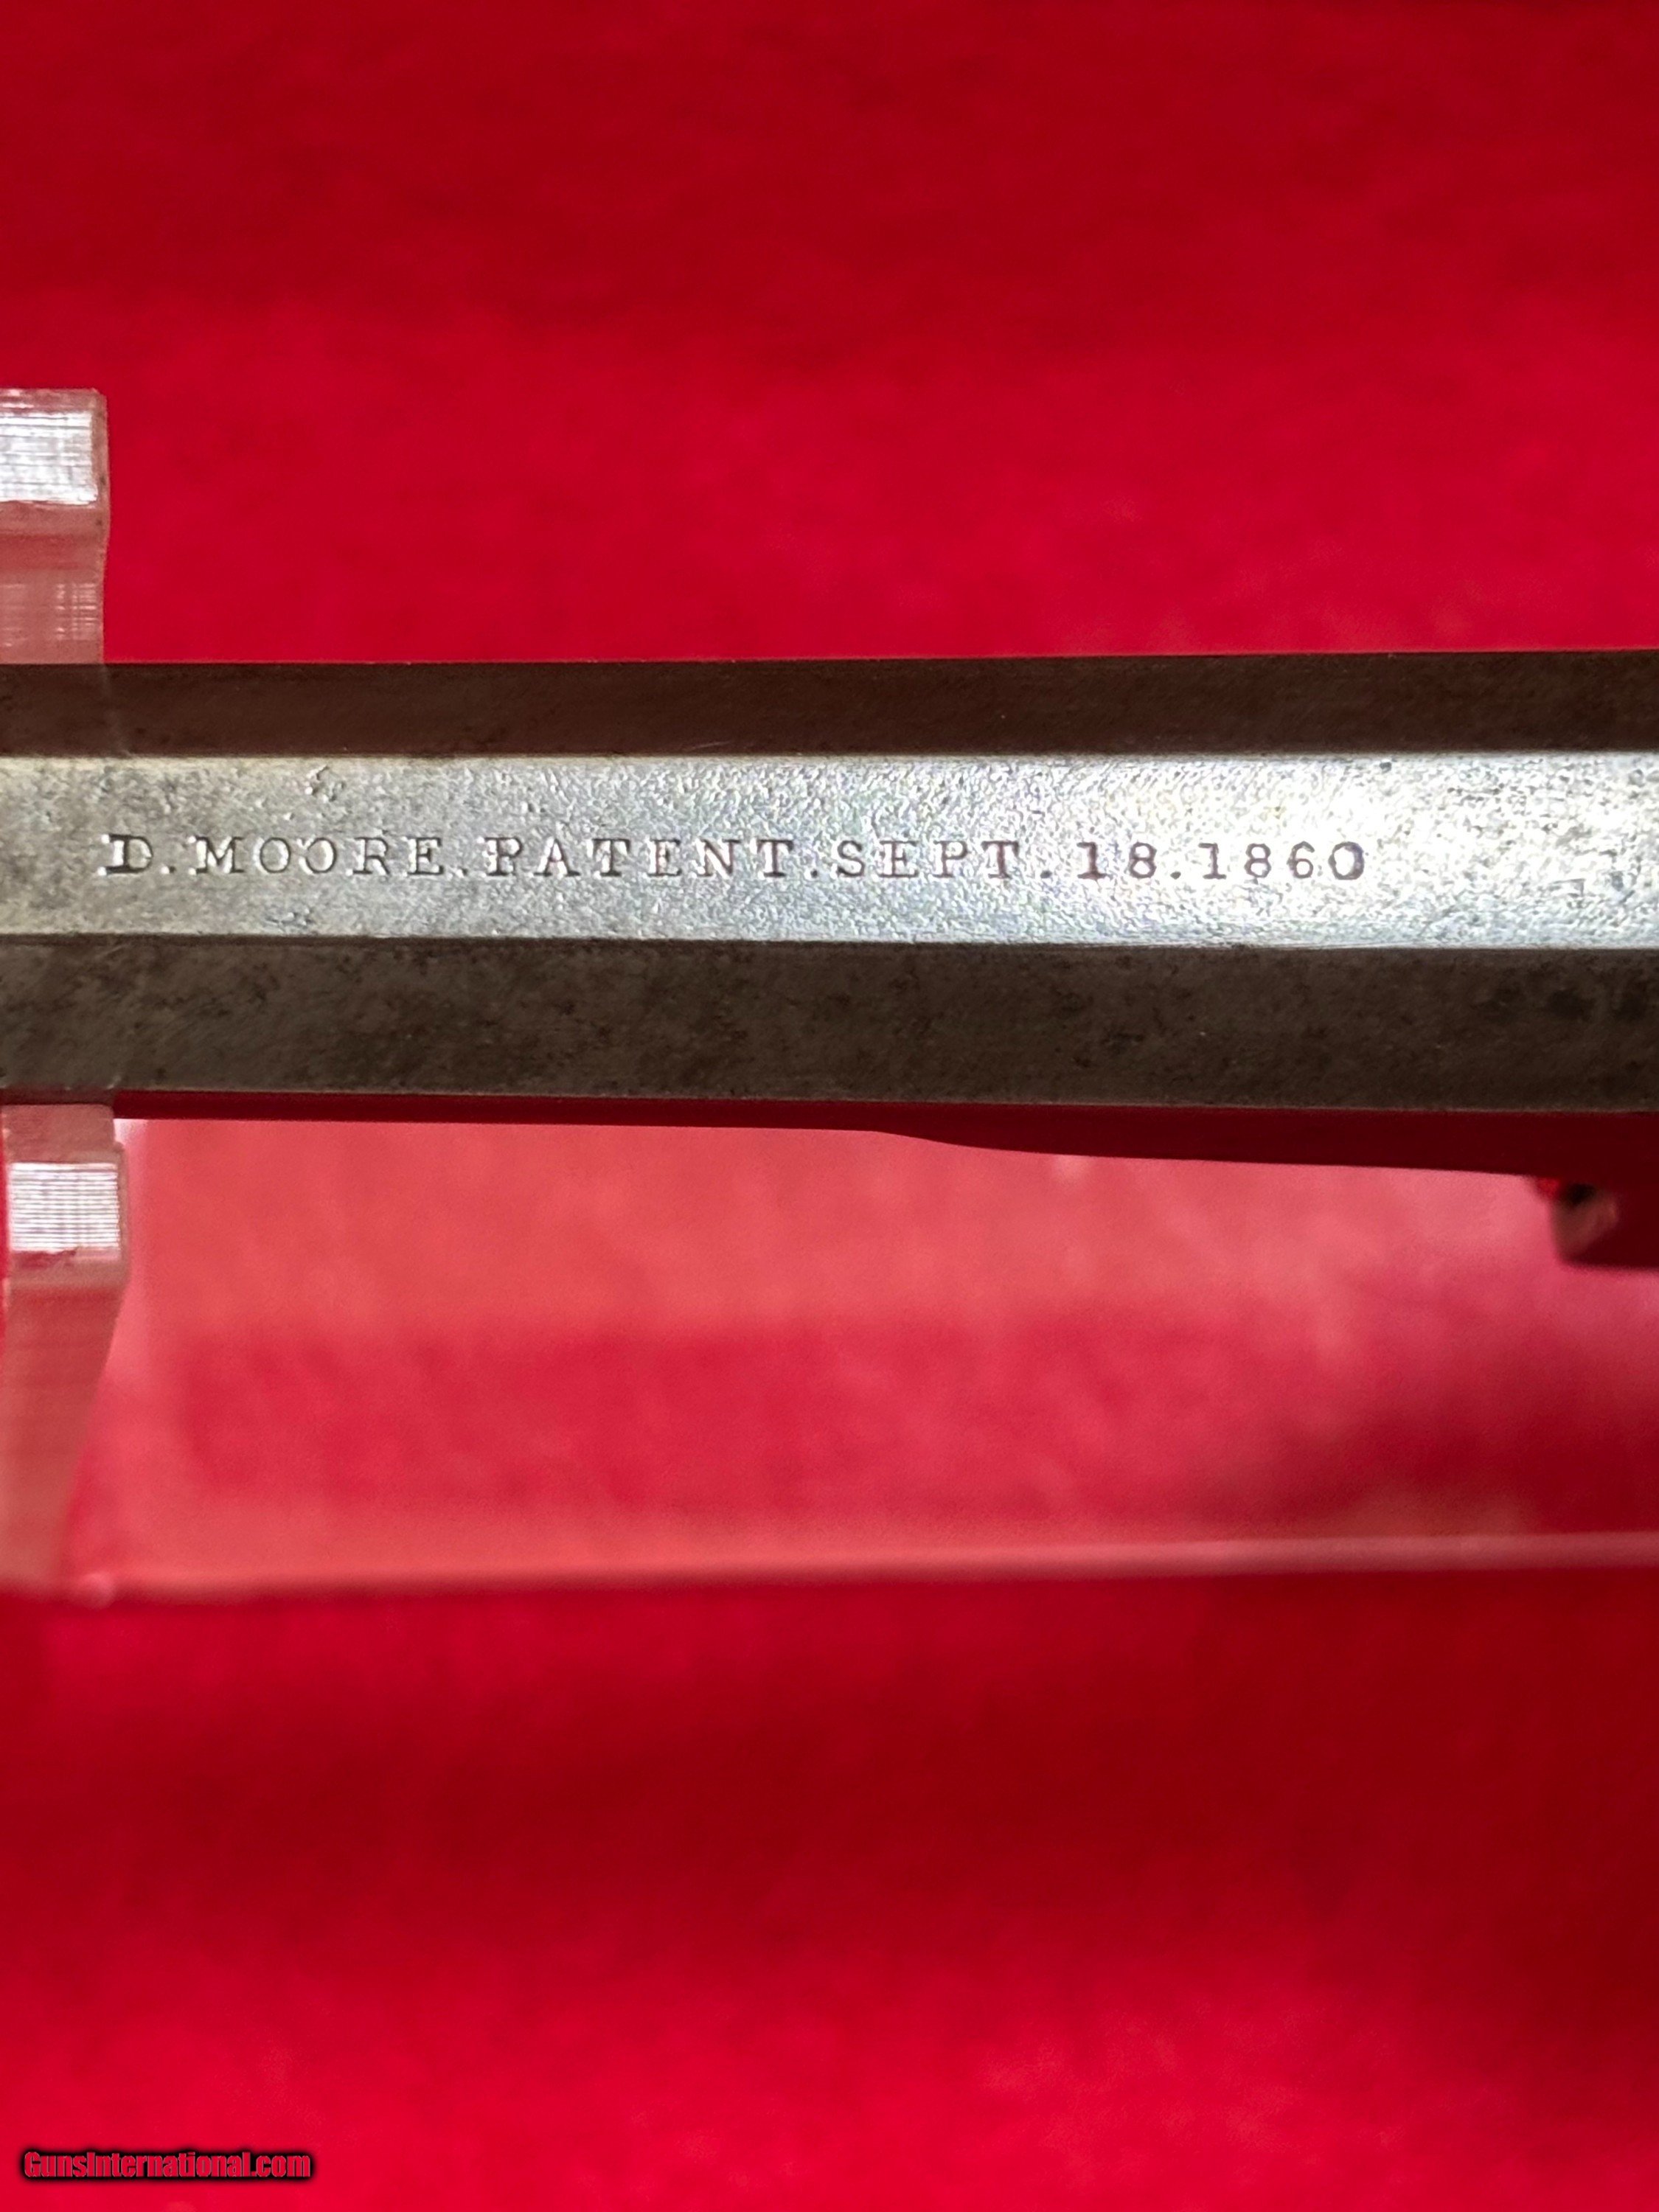 D.MOORE.PATENT.SEPT.18.1860
GunsInternational.com